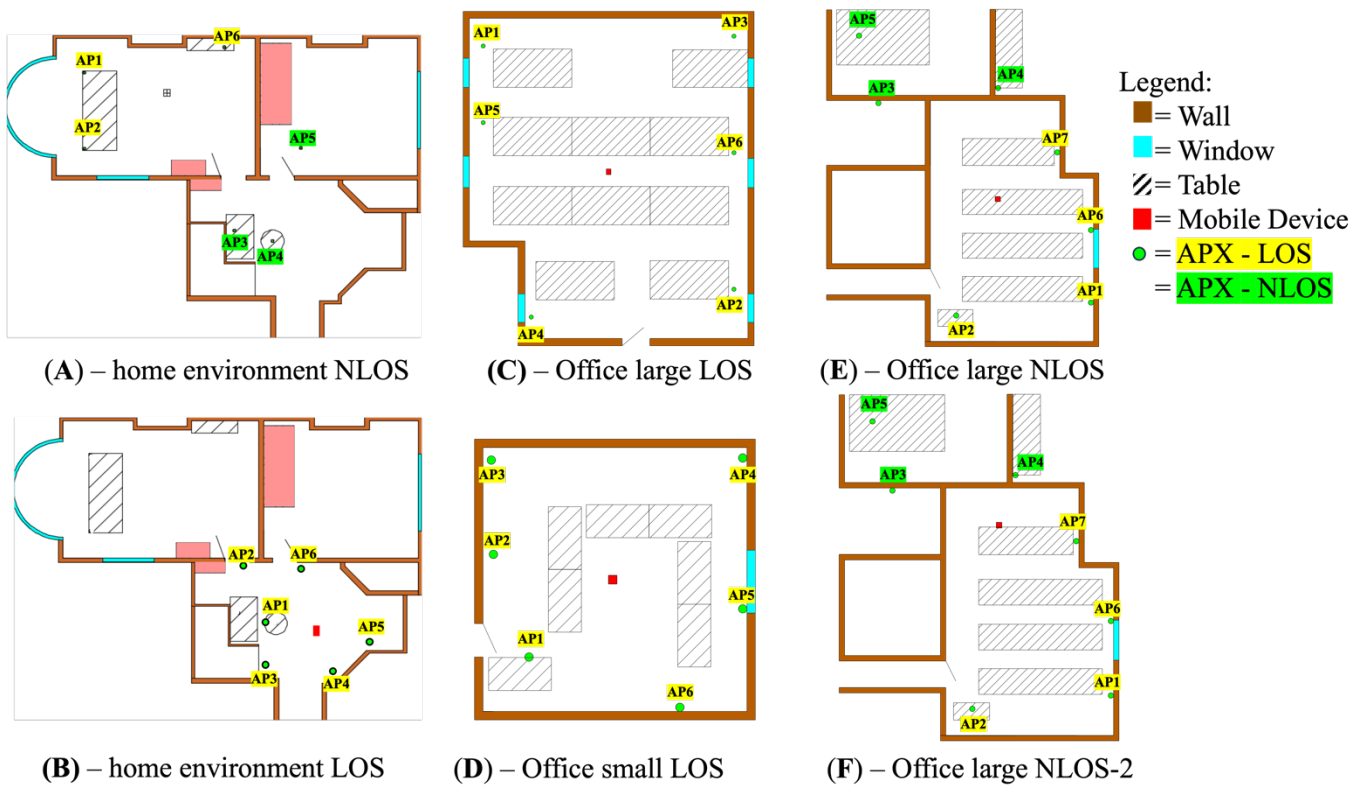 AP1
AP6
AP2
AP5
AP3
AP4
(A) – home environment NLOS
AP1
AP3
AP5
AP6
AP2
AP4
(C) – Office large LOS
AP5
AP3
AP4
AP7
AP6
AP1
AP2
(E) – Office large NLOS
Legend:
= Wall
= Window
= Table
= Mobile Device
= APX - LOS
= APX - NLOS
AP2
AP6
AP1
AP5
AP3
AP4
(B) – home environment LOS
AP3
AP4
AP2
AP5
AP1
AP6
(D) – Office small LOS
AP5
AP3
AP4
AP7
AP6
AP1
AP2
(F) – Office large NLOS-2